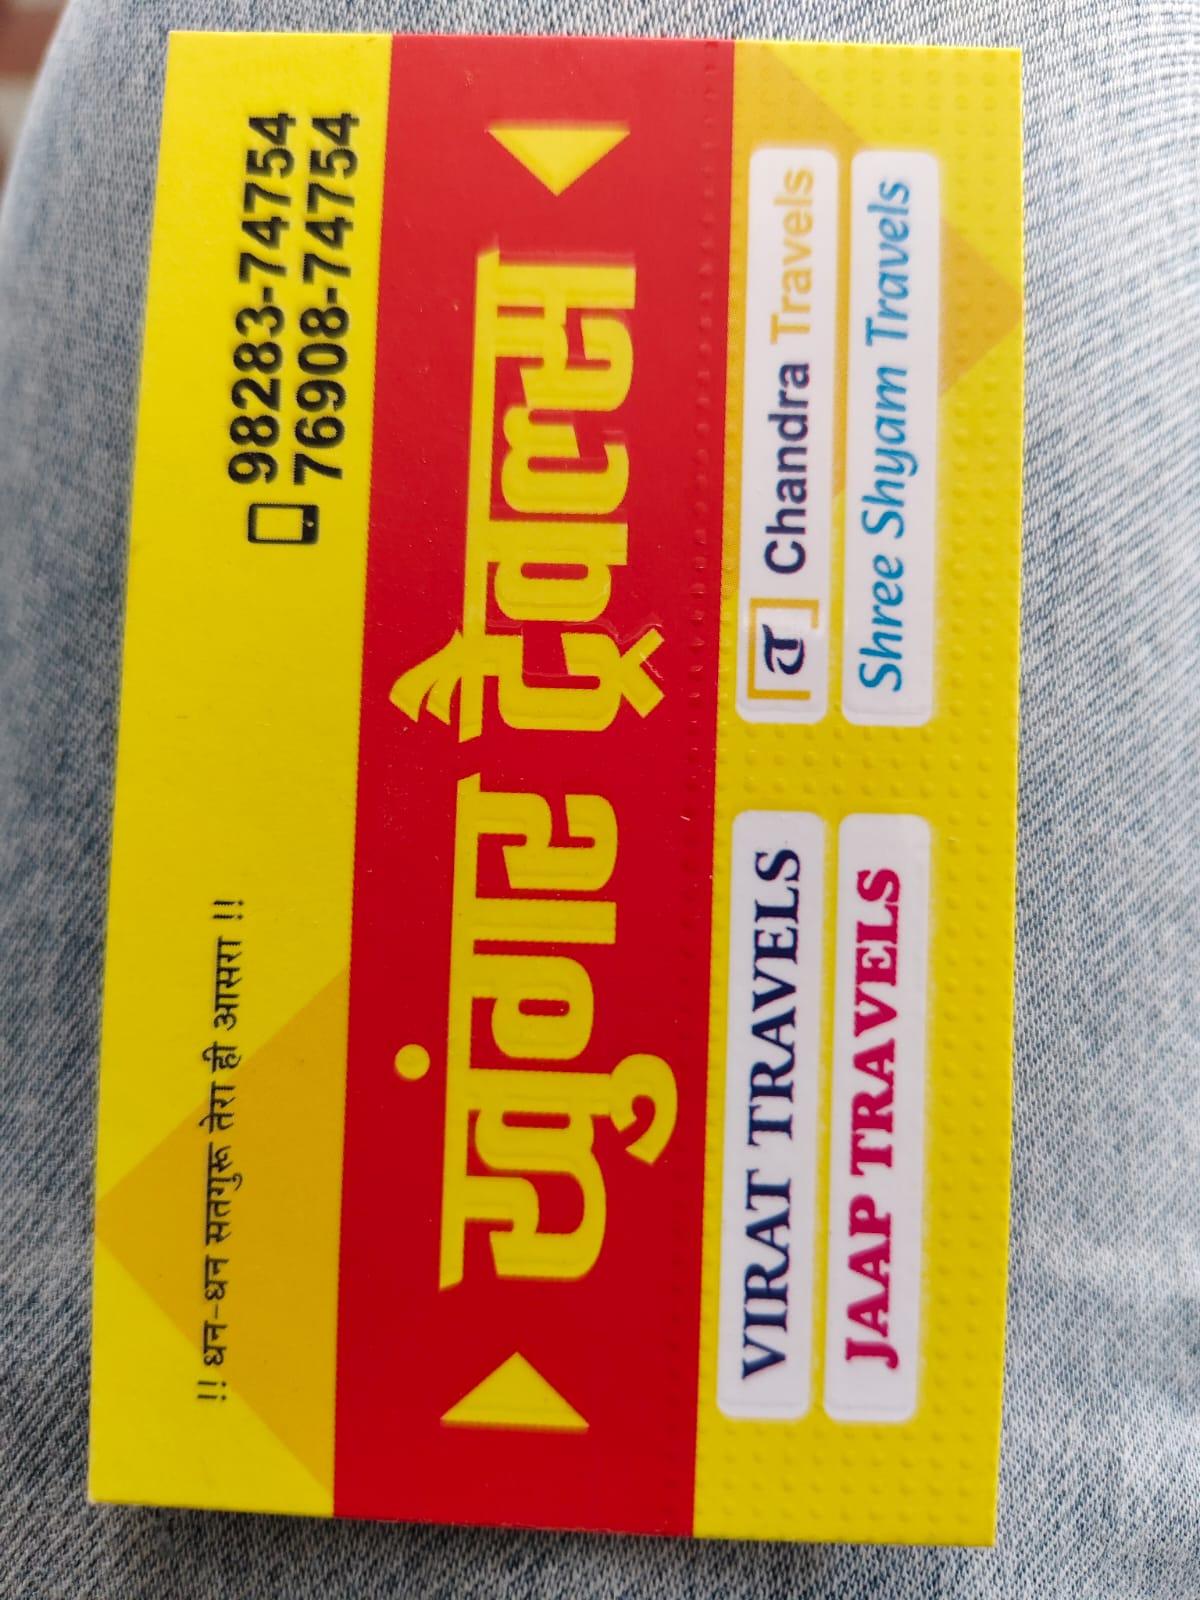 !! धन-धन सतगुरू तेरा ही आसरा !!
98283-74754
76908-74754
ट्रैवल्स
VIRAT TRAVELS
Chandra Travels
JAAP TRAVELS
Shree Shyam Travels